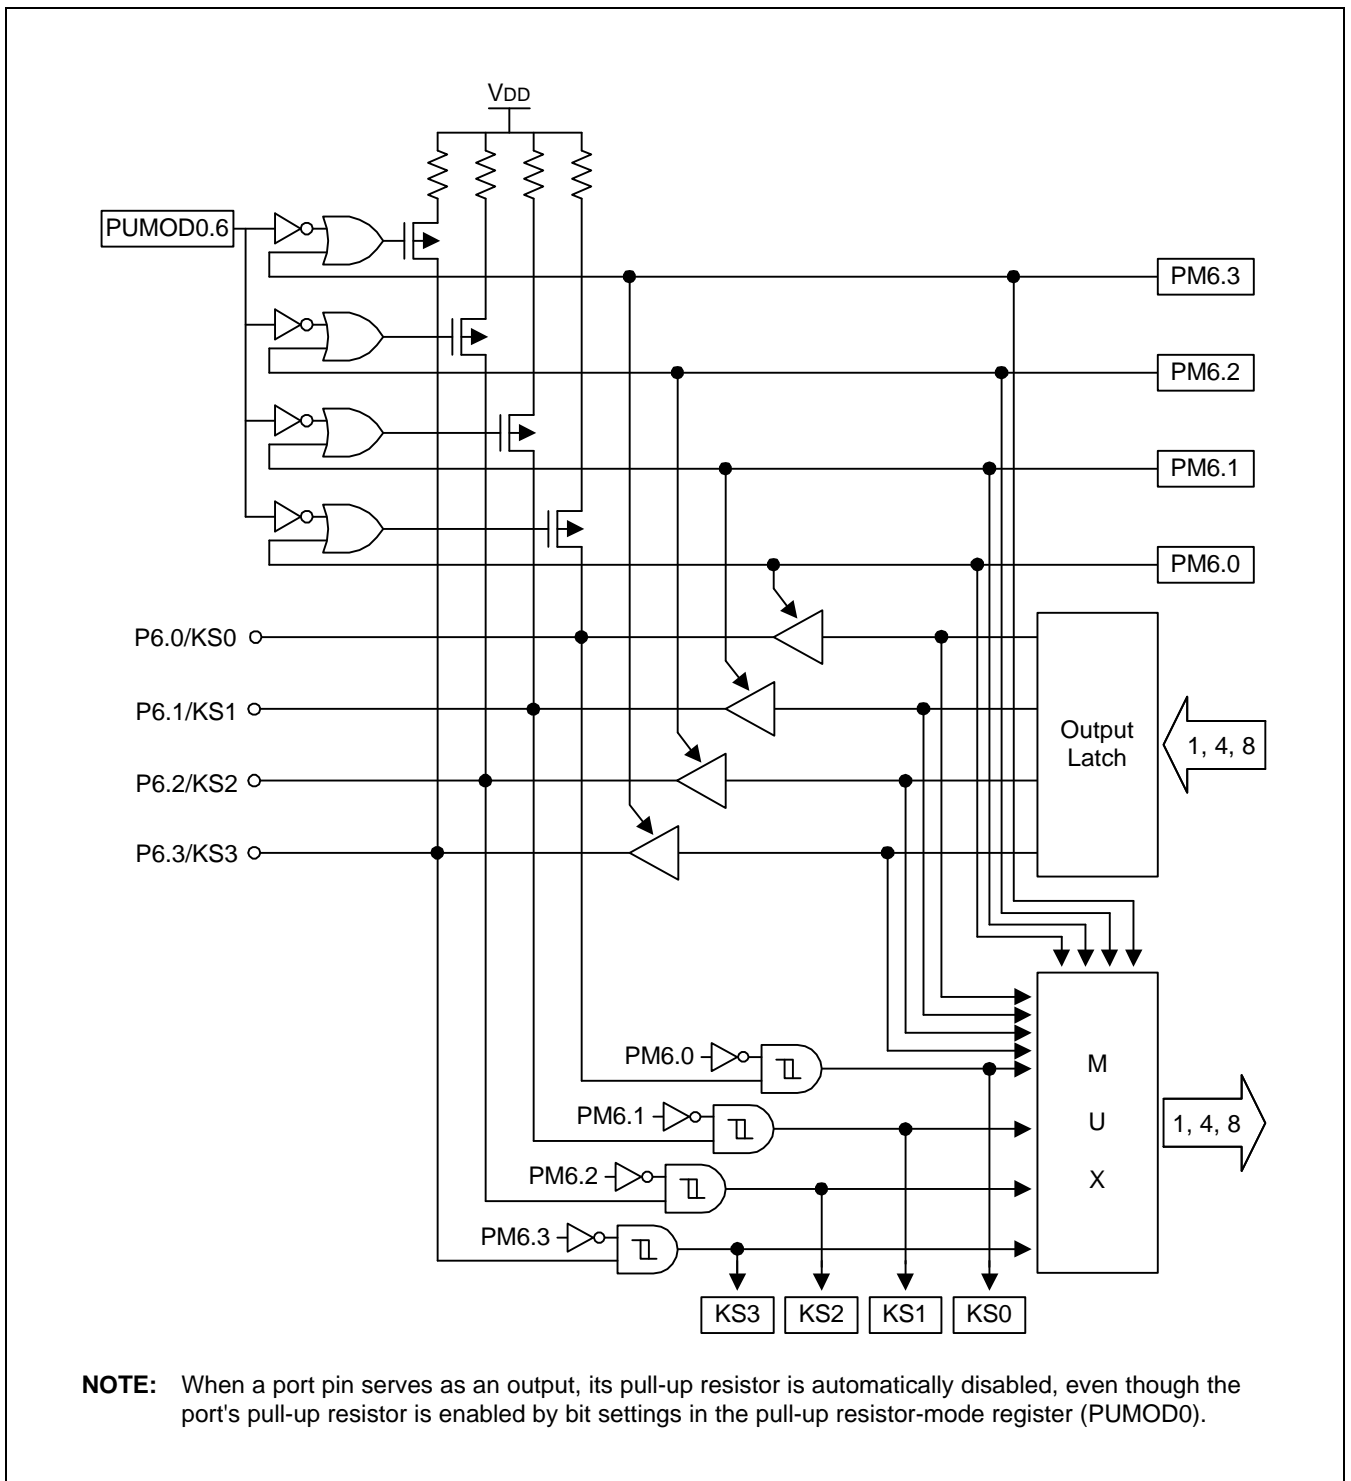 VDD
PUMOD0.6
PM6.3
PM6.2
PM6.1
PM6.0
P6.0/KS0
P6.1/KS1
P6.2/KS2
P6.3/KS3
Output
Latch
1, 4, 8
PM6.0
PM6.1
PM6.2
PM6.3
M
U
X
1, 4, 8
KS3
KS2
KS1
KS0
NOTE: When a port pin serves as an output, its pull-up resistor is automatically disabled, even though the
port's pull-up resistor is enabled by bit settings in the pull-up resistor-mode register (PUMOD0).